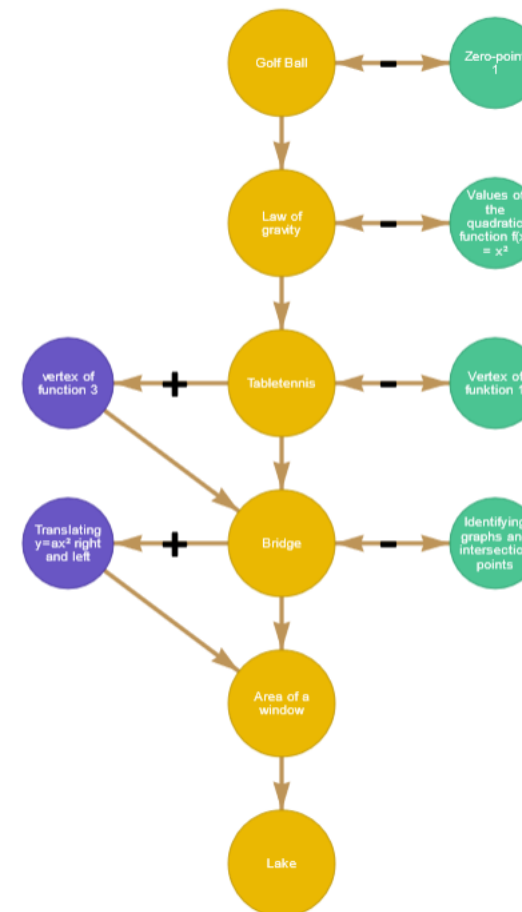 Golf Ball
Zero-point
1
Law of
gravity
Values of
the
quadratic
function f(x
= x²
vertex of
function 3
Tabletennis
Vertex of
funktion 1
Translating
y=ax² right
and left
Bridge
Identifying
graphs and
intersection
points
Area of a
window
Lake